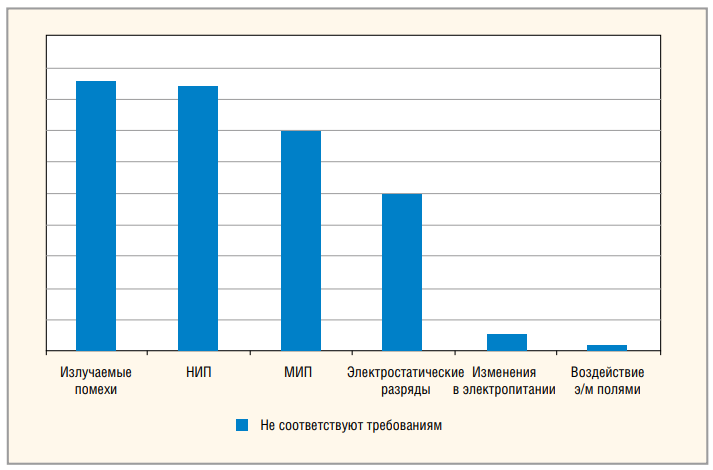 Излучаемые
помехи
НИП
МИП
Электростатические
разряды
Изменения
в электропитании
Воздействие
э/м полями
Не соответствуют требованиям